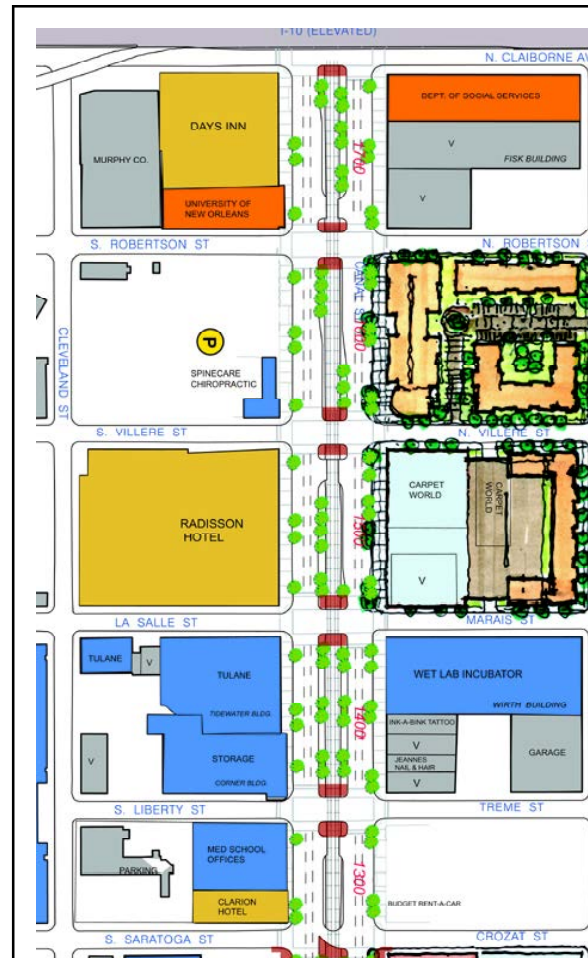 I-10 (ELEVATED)
N. CLAIBORNE AV
DAYS INN
MURPHY CO.
UNIVERSITY OF
NEW ORLEANS
1700
DEPT. OF SOCIAL SERVICES
V
FISK BUILDING
V
S. ROBERTSON ST
N. ROBERTSON
CANAL ST
1600
CLEVELAND ST
P
SPINECARE
CHIROPRACTIC
S. VILLERE ST
N. VILLERE ST
RADISSON
HOTEL
1500
CARPET
WORLD
CARPET
WORLD
V
LA SALLE ST
MARAIS ST
TULANE
V
TULANE
TIDEWATER BLDG.
V
STORAGE
CORNER BLDG.
1400
WET LAB INCUBATOR
WIRTH BUILDING
INK-A-BINK TATTOO
V
JEANNES
NAIL & HAIR
V
GARAGE
S. LIBERTY ST
TREME ST
PARKING
MED SCHOOL
OFFICES
CLARION
HOTEL
1300
BUDGET RENT-A-CAR
S. SARATOGA ST
CROZAT ST